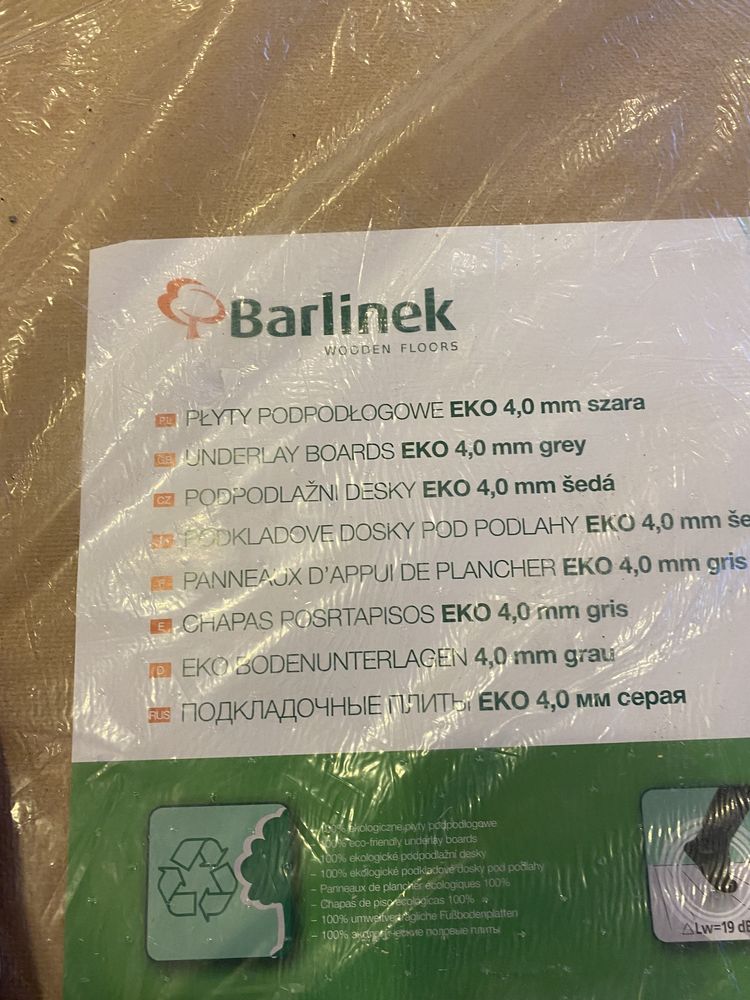 Barlinek
WOODEN FLOORS
PL PŁYTY PODPODŁOGOWE EKO 4,0 mm szara
GB UNDERLAY BOARDS EKO 4,0 mm grey
CZ PODPODLAŽNI DESKY EKO 4,0 mm šedá
PODKLADOVE DOSKY POD PODLAHY EKO 4,0 mm še
F PANNEAUX D'APPUI DE PLANCHER EKO 4,0 mm gris
E CHAPAS POSRTAPISOS EKO 4,0 mm gris
D EKO BODENUNTERLAGEN 4,0 mm grau
RUS ПОДКЛАДОЧНЫЕ ПЛИТЫ EKO 4,0 мм серая
- 100% ekologiczne płyty podpodłogowe
- 100% eco-friendly underlay boards
- 100% ekologické podpodlažni desky
- 100% ekologické podkladové dosky pod podlahy
- Panneaux de plancher écologiques 100%
- Chapas de piso ecológicas 100%
- 100% umweltverträgliche Fußbodenplatten
- 100% экологические половые плиты
△Lw=19 dB